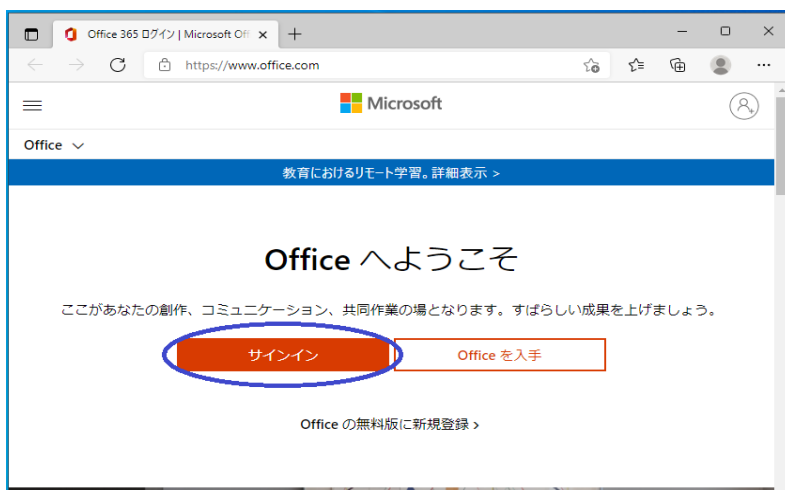 Office 365 ログイン | Microsoft Off
https://www.office.com
Microsoft
Office
教育におけるリモート学習。詳細表示 >
Office へようこそ
ここがあなたの創作、コミュニケーション、共同作業の場となります。すばらしい成果を上げましょう。
サインイン
Office を入手
Office の無料版に新規登録 >